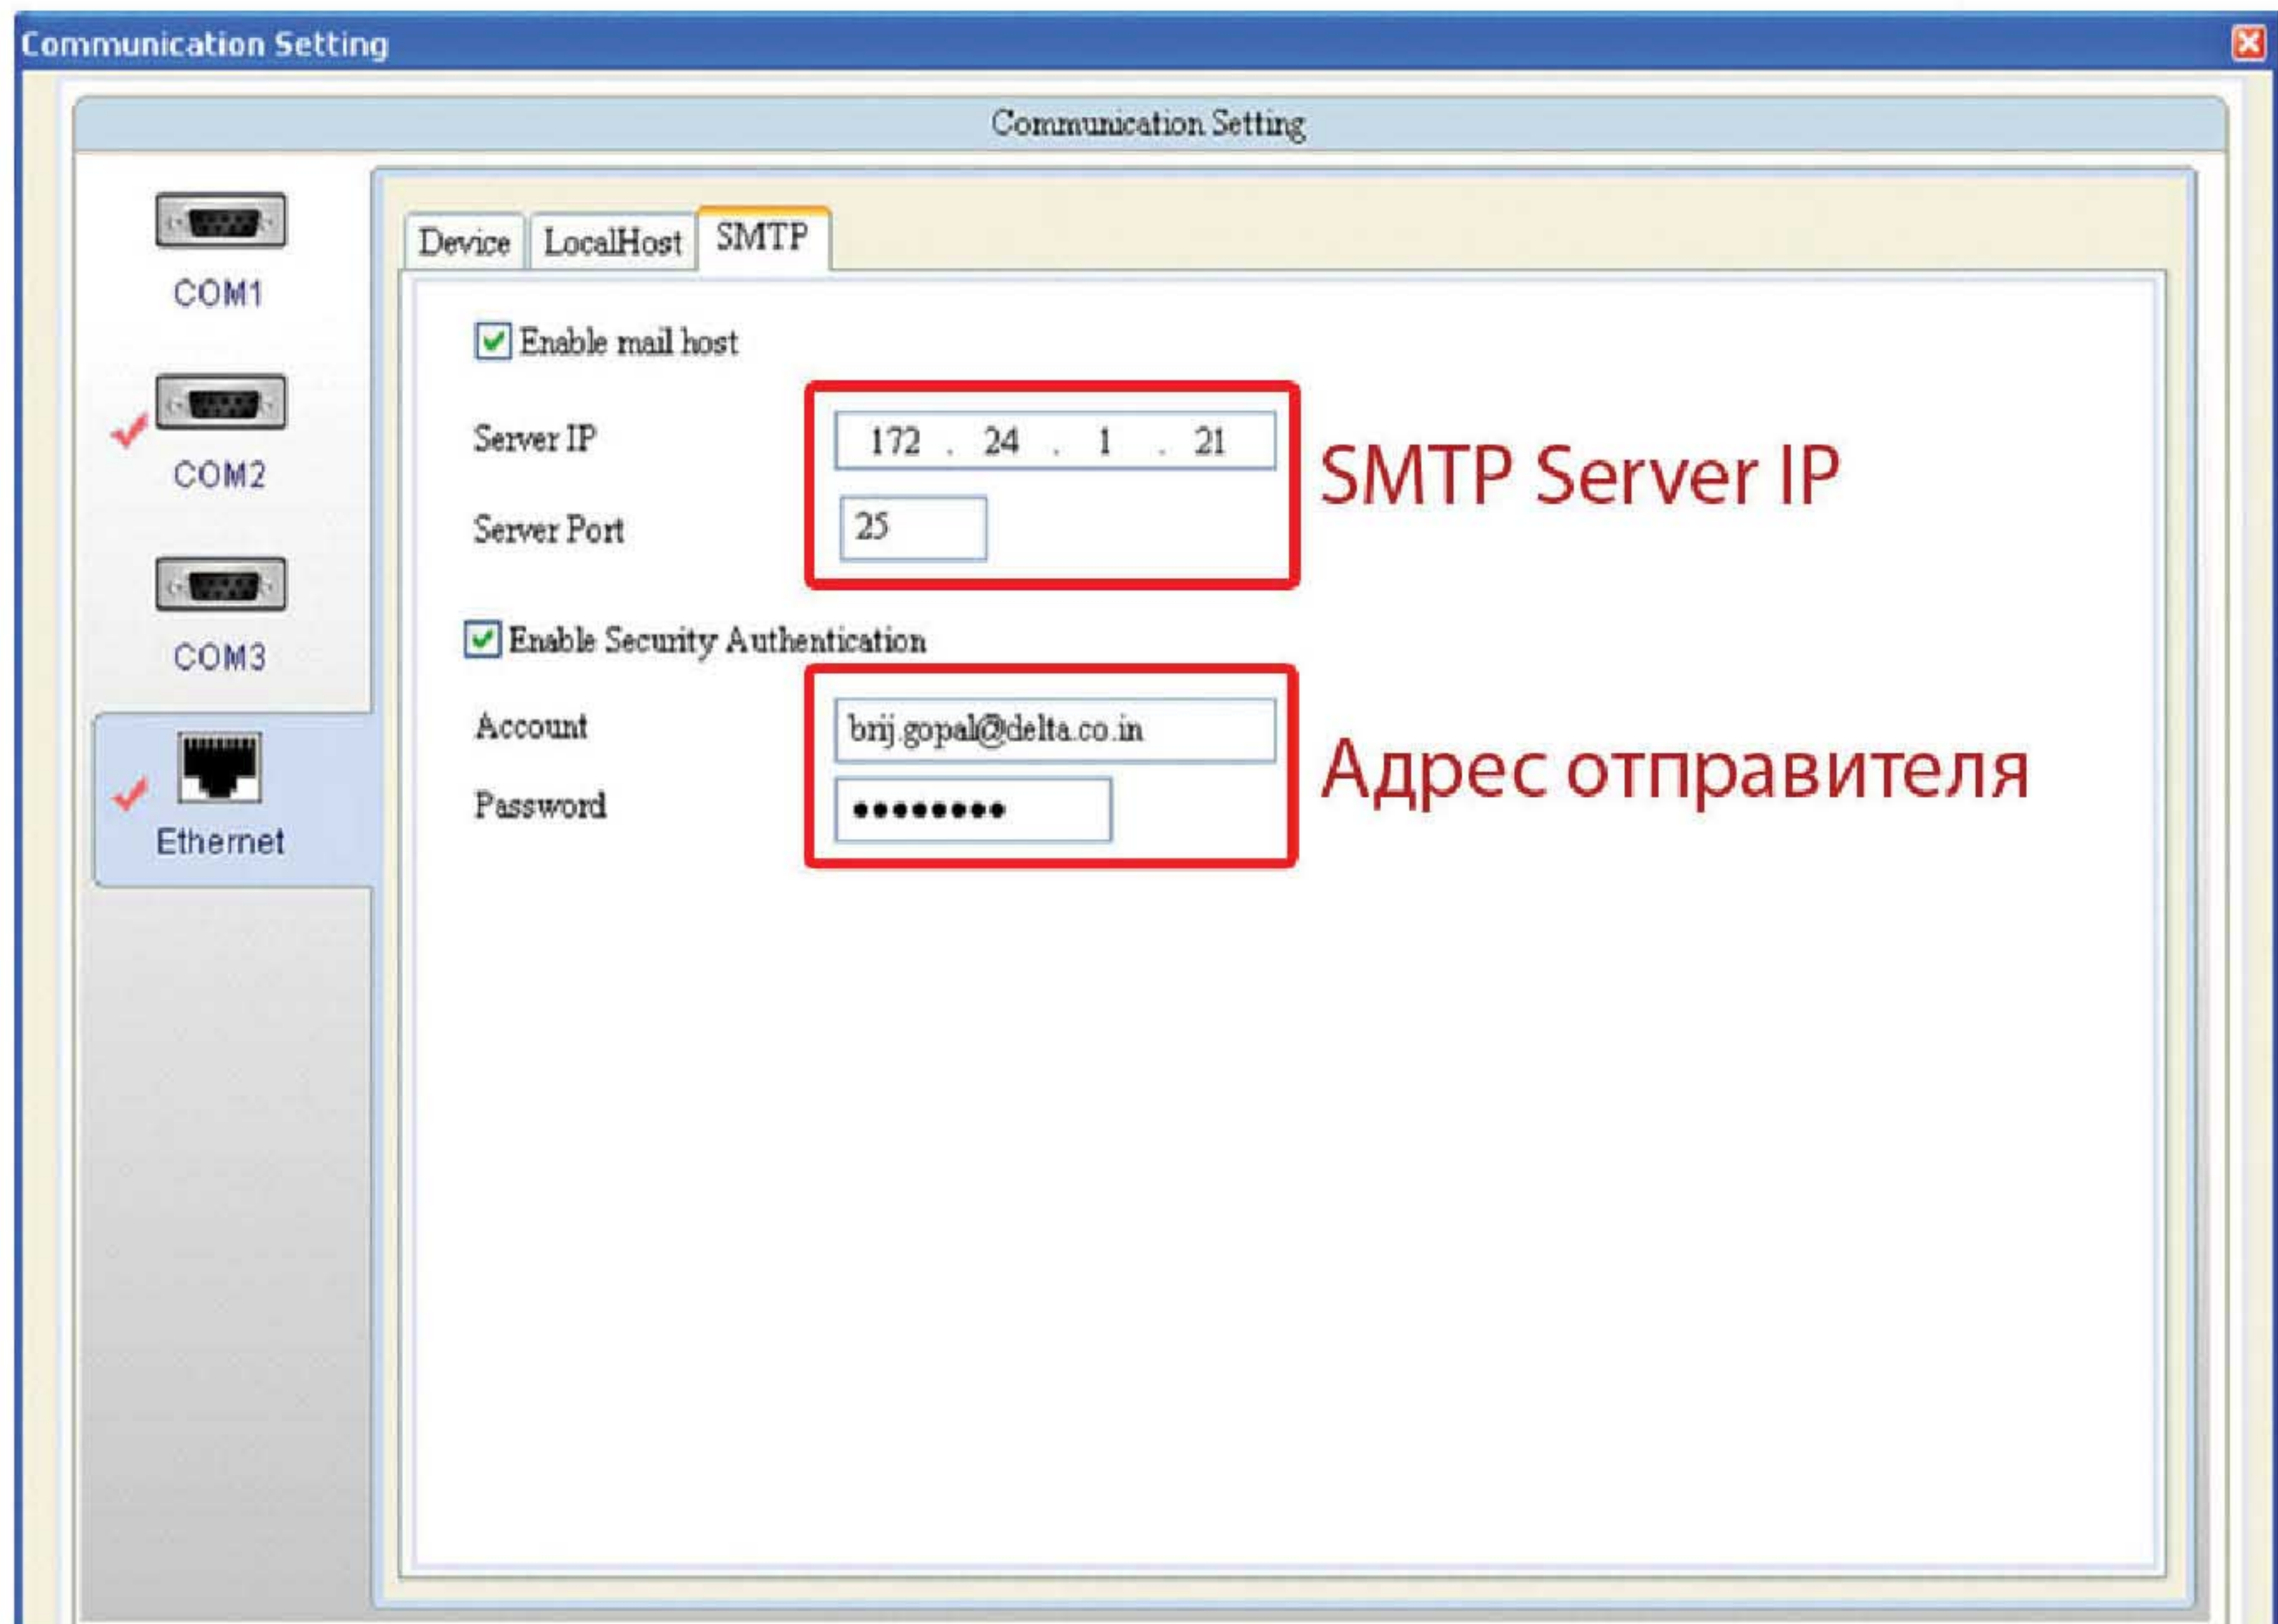 Communication Setting
Communication Setting
COM1
COM2
COM3
Ethernet
Device LocalHost SMTP
Enable mail host
Server IP 172 . 24 . 1 . 21
SMTP Server IP
Server Port 25
Enable Security Authentication
Account brij.gopal@delta.co.in
Адрес отправителя
Password ••••••••